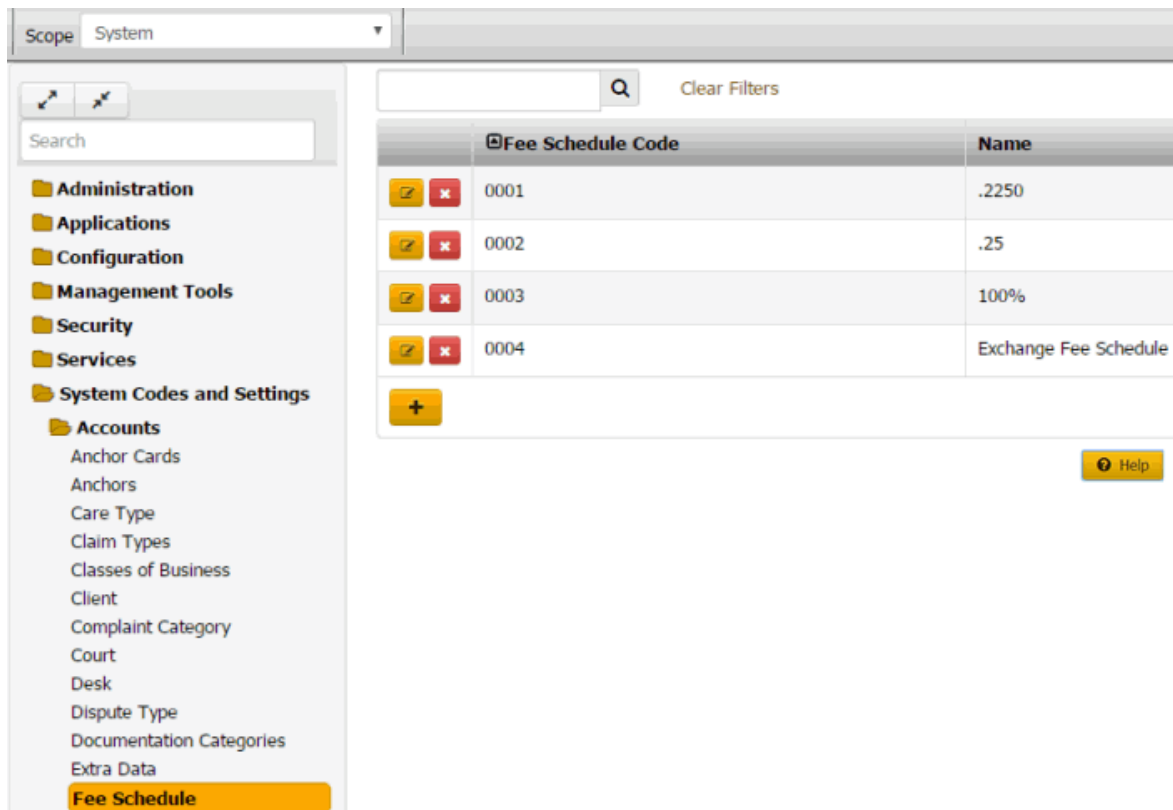 Scope System
Clear Filters
Search
Fee Schedule Code Name
Administration
0001 .2250
Applications
Configuration
0002 .25
Management Tools
0003 100%
Security
Services
0004 Exchange Fee Schedule
System Codes and Settings
Accounts
Anchor Cards
Help
Anchors
Care Type
Claim Types
Classes of Business
Client
Complaint Category
Court
Desk
Dispute Type
Documentation Categories
Extra Data
Fee Schedule